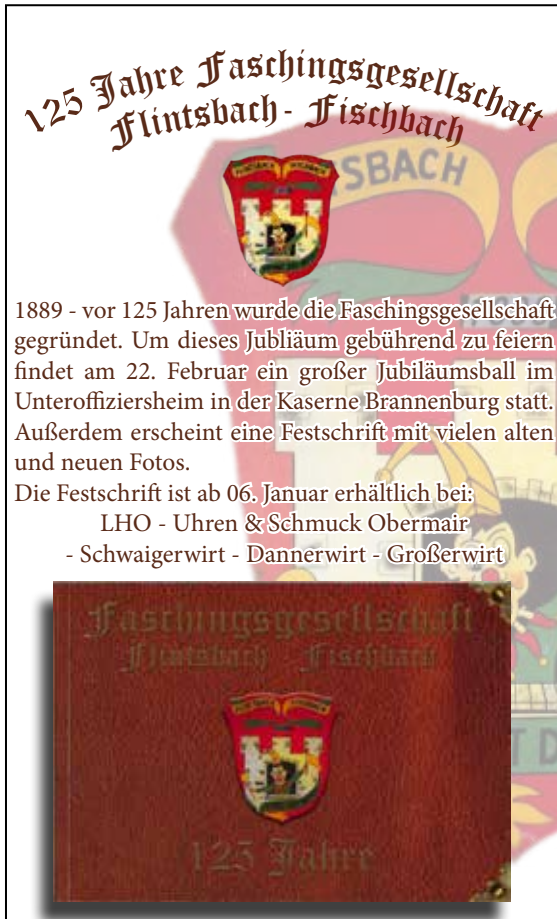 125 Jahre Faschingsgesellschaft
Flintsbach - Fischbach
1889 - vor 125 Jahren wurde die Faschingsgesellschaft
gegründet. Um dieses Jubliäum gebührend zu feiern
findet am 22. Februar ein großer Jubiläumsball im
Unteroffiziersheim in der Kaserne Brannenburg statt.
Außerdem erscheint eine Festschrift mit vielen alten
und neuen Fotos.
Die Festschrift ist ab 06. Januar erhältlich bei:
LHO - Uhren & Schmuck Obermair
- Schwaigerwirt - Dannerwirt - Großerwirt
Faschingsgesellschaft
Flintsbach Fischbach
125 Jahre